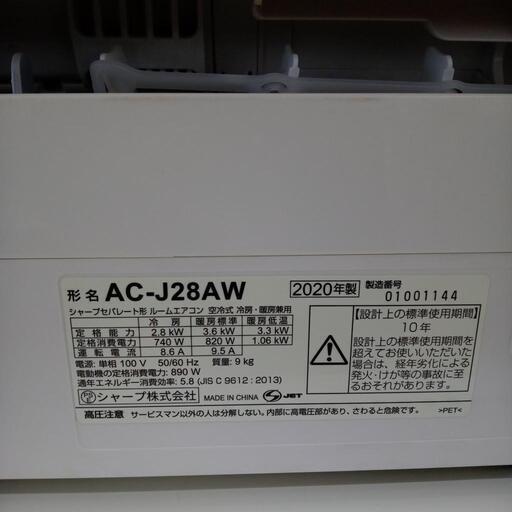 形名 AC-J28AW 2020年製 製造番号 01001144
シャープセパレート形 ルームエアコン 空冷式 冷房・暖房兼用
冷房 暖房標準 暖房低温
定格能力 2.8 kW 3.6 kW 3.3 kW
定格消費電力 740 W 820 W 1.06 kW
運転電流 8.6 A 9.5 A
電源: 単相 100 V 50/60 Hz 質量: 9 kg
電動機の定格消費電力: 890 W
通年エネルギー消費効率: 5.8 (JIS C 9612 : 2013)
シャープ株式会社 MADE IN CHINA JET
【設計上の標準使用期間】
10年
設計上の標準使用期間を
超えてお使いいただいた
場合は、経年劣化による
発火・けが等の事故に至
るおそれがあります。
高圧注意 サービスマン以外の人は分解しない。内部に高電圧部があり、さわると危険です。 >PET<